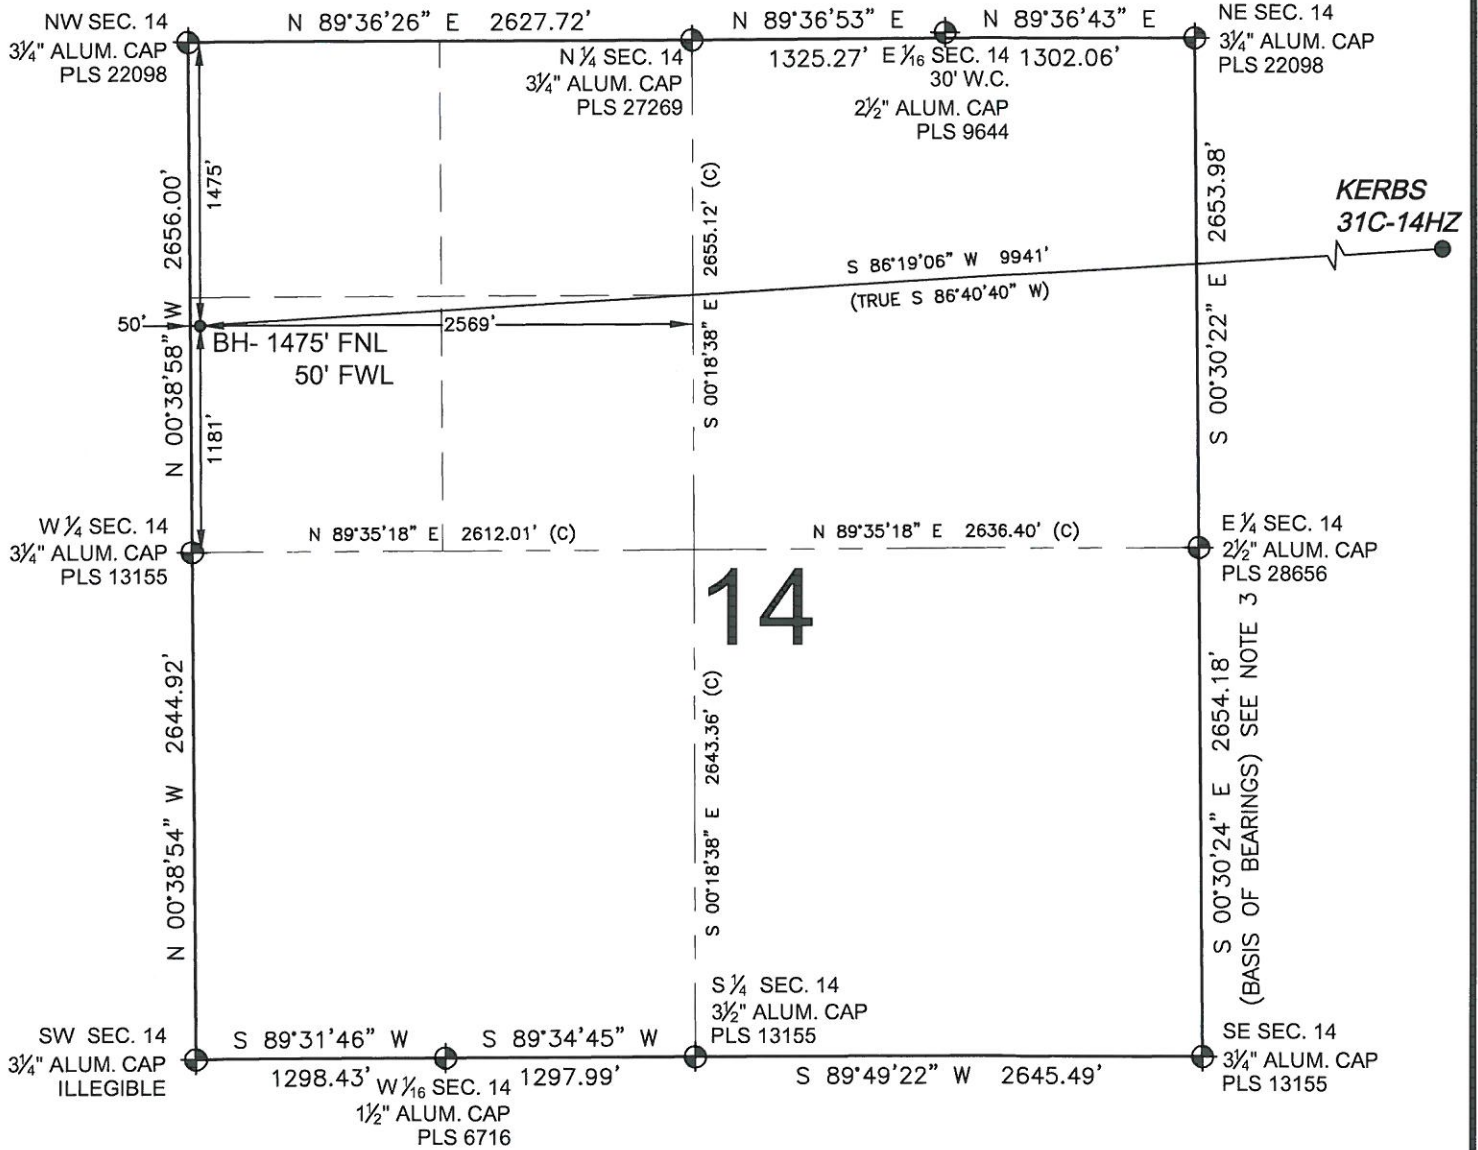 NW SEC. 14
3¼" ALUM. CAP
PLS 22098
N 89°36'26" E 2627.72'
N ¼ SEC. 14
3¼" ALUM. CAP
PLS 27269
N 89°36'53" E
1325.27'
E 1⁄16 SEC. 14
30' W.C.
2½" ALUM. CAP
PLS 9644
N 89°36'43" E
1302.06'
NE SEC. 14
3¼" ALUM. CAP
PLS 22098
N 00°38'58" W 2656.00'
1475'
S 00°18'38" E 2655.12' (C)
S 00°30'22" E 2653.98'
KERBS
31C-14HZ
S 86°19'06" W 9941'
(TRUE S 86°40'40" W)
50'
2569'
BH- 1475' FNL
50' FWL
1181'
W ¼ SEC. 14
3¼" ALUM. CAP
PLS 13155
N 89°35'18" E 2612.01' (C)
N 89°35'18" E 2636.40' (C)
E ¼ SEC. 14
2½" ALUM. CAP
PLS 28656
14
N 00°38'54" W 2644.92'
S 00°18'38" E 2643.36' (C)
S 00°30'24" E 2654.18'
(BASIS OF BEARINGS) SEE NOTE 3
SW SEC. 14
3¼" ALUM. CAP
ILLEGIBLE
S 89°31'46" W
1298.43'
W 1⁄16 SEC. 14
1½" ALUM. CAP
PLS 6716
S 89°34'45" W
1297.99'
S ¼ SEC. 14
3½" ALUM. CAP
PLS 13155
S 89°49'22" W 2645.49'
SE SEC. 14
3¼" ALUM. CAP
PLS 13155